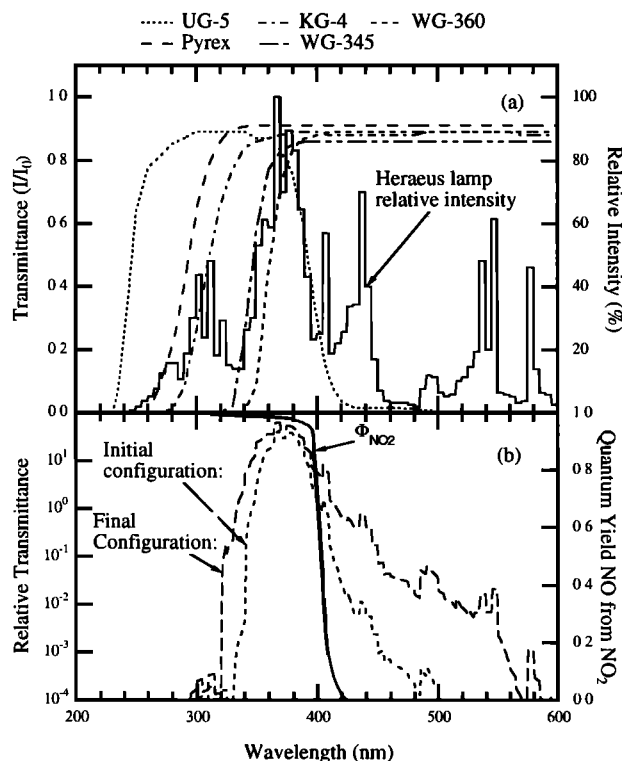 UG-5 KG-4 WG-360
Pyrex WG-345
(a)
1 0
0 8
0 6
0 4
0 2
0 0
Transmittance (I/I0)
Heraeus lamp
relative intensity
100
80
60
40
20
Relative Intensity
(%)
1 0
(b)
ΦNO2
Initial
configuration:
Final
Configuration:
10^1
10^0
10^-1
10^-2
10^-3
10^-4
Relative Transmittance
0 8
0 6
0 4
0 2
0 0
Quantum Yield NO from NO2
200 300 400 500 600
Wavelength (nm)